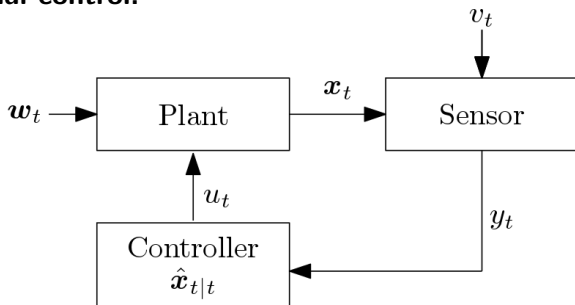 v_t
w_t
Plant
x_t
Sensor
u_t
y_t
Controller
x̂_{t|t}